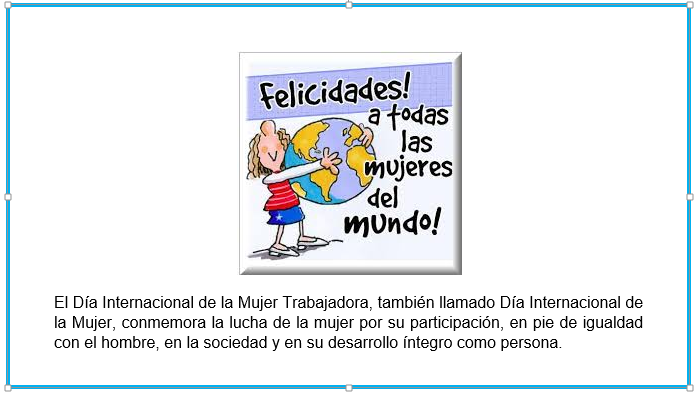 Felicidades!
a todas
las
mujeres
del
mundo!
El Día Internacional de la Mujer Trabajadora, también llamado Día Internacional de
la Mujer, conmemora la lucha de la mujer por su participación, en pie de igualdad
con el hombre, en la sociedad y en su desarrollo íntegro como persona.